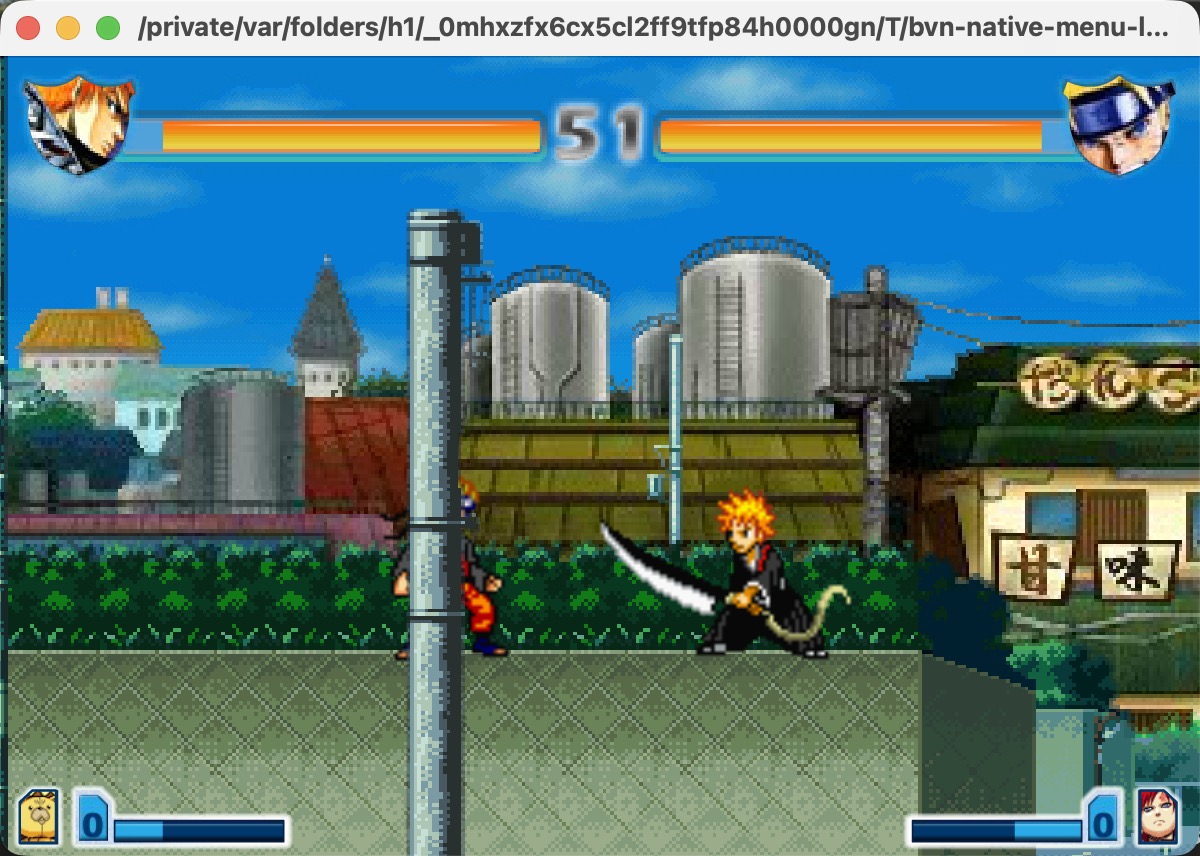 /private/var/folders/h1/_0mhxzfx6cx5cl2ff9tfp84h0000gn/T/bvn-native-menu-l...
51
甘
味
0
0